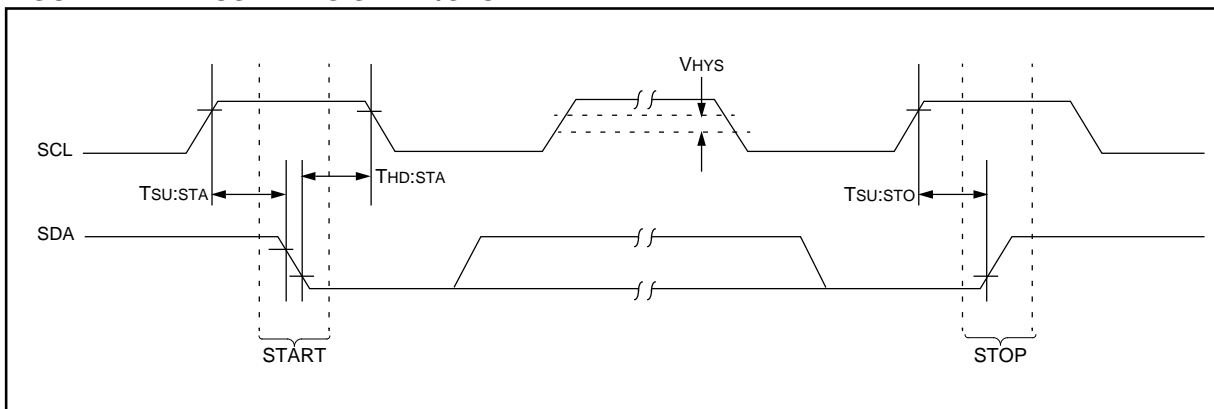 VHYS
SCL
THD:STA
TSU:STA
TSU:STO
SDA
START
STOP